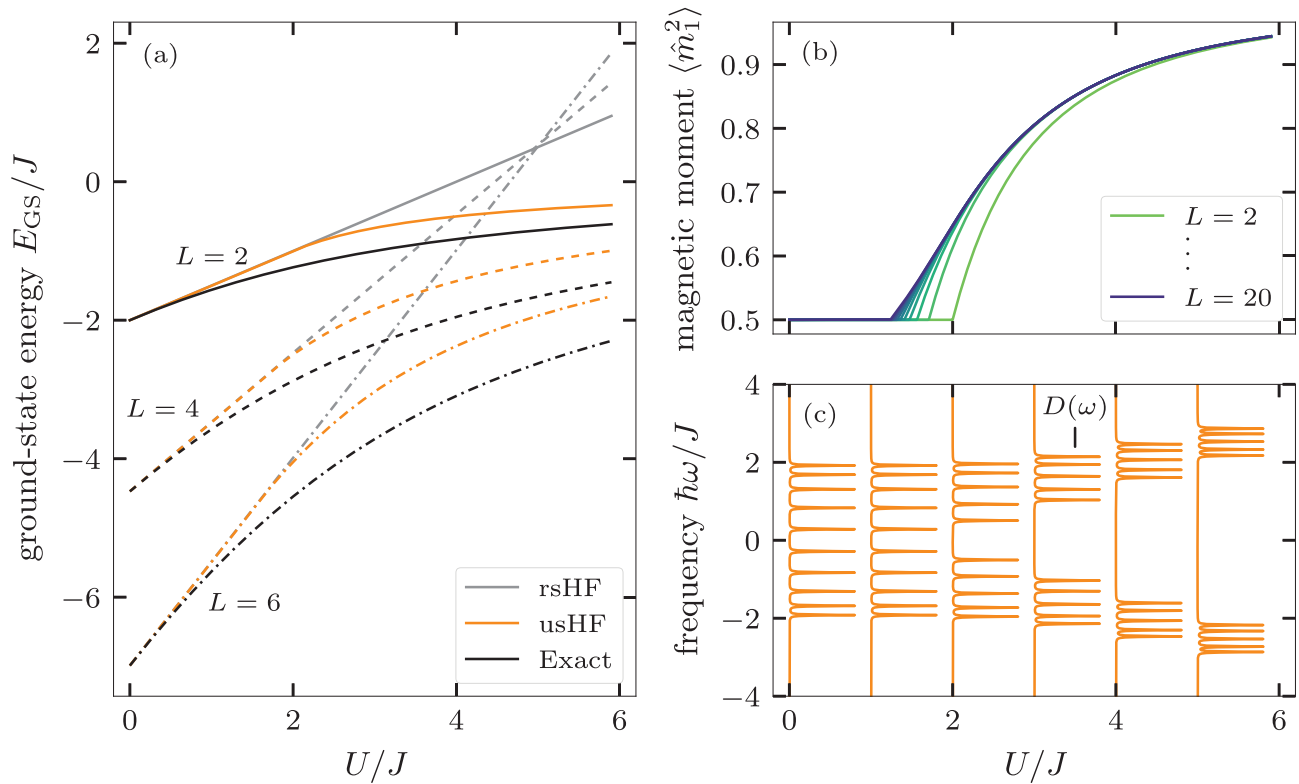 (a)
ground-state energy E_GS/J
2
0
−2
−4
−6
L = 2
L = 4
L = 6
rsHF
usHF
Exact
0
2
4
6
U/J
(b)
magnetic moment ⟨m̂₁²⟩
0.9
0.8
0.7
0.6
0.5
L = 2
L = 20
(c)
D(ω)
frequency ℏω/J
4
2
0
−2
−4
0
2
4
6
U/J